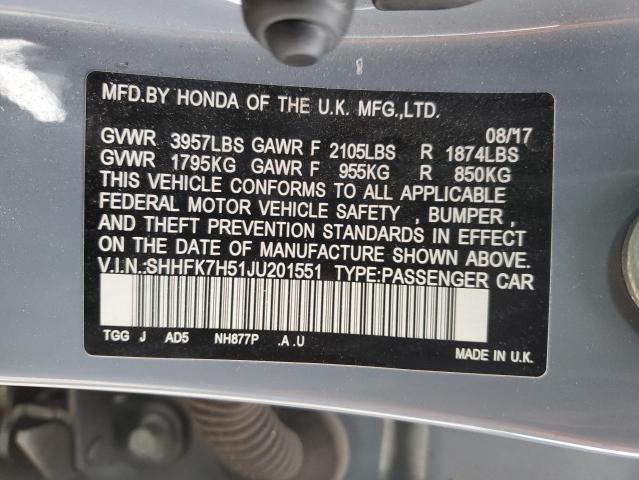 MFD.BY HONDA OF THE U.K. MFG.,LTD.
08/'17
GVWR 3957LBS GAWR F 2105LBS R 1874LBS
GVWR 1795KG GAWR F 955KG R 850KG
THIS VEHICLE CONFORMS TO ALL APPLICABLE
FEDERAL MOTOR VEHICLE SAFETY , BUMPER ,
AND THEFT PREVENTION STANDARDS IN EFFECT
ON THE DATE OF MANUFACTURE SHOWN ABOVE.
V.I.N.:SHHFK7H51JU201551 TYPE:PASSENGER CAR
TGG J AD5 NH877P .A .U
MADE IN U.K.